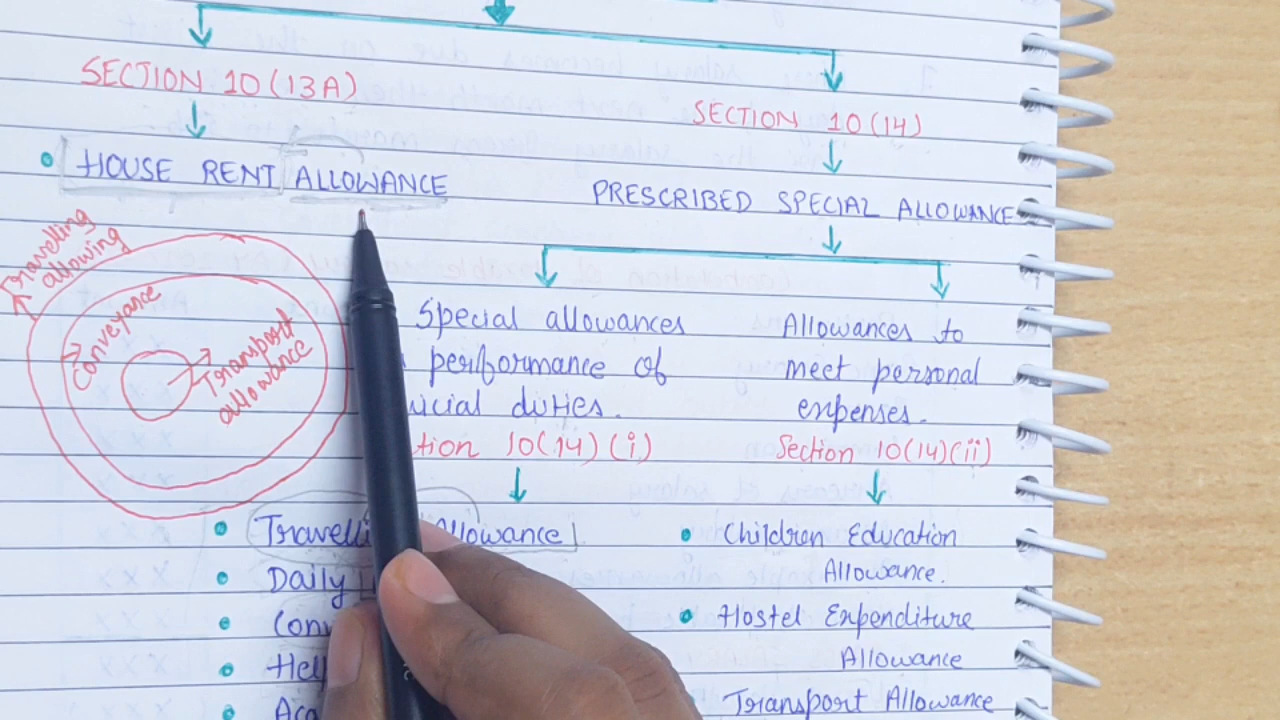 SECTION 10(13A)
HOUSE RENT ALLOWANCE
SECTION 10(14)
PRESCRIBED SPECIAL ALLOWANCE
Travelling
allowing
Conveyance
Transport
allowance
Special allowances
performance of
duties.
10(14)(i)
Allowances to
meet personal
expenses.
Section 10(14)(ii)
Allowance
Daily
Children Education
Allowance.
Hostel Expenditure
Allowance
Transport Allowance